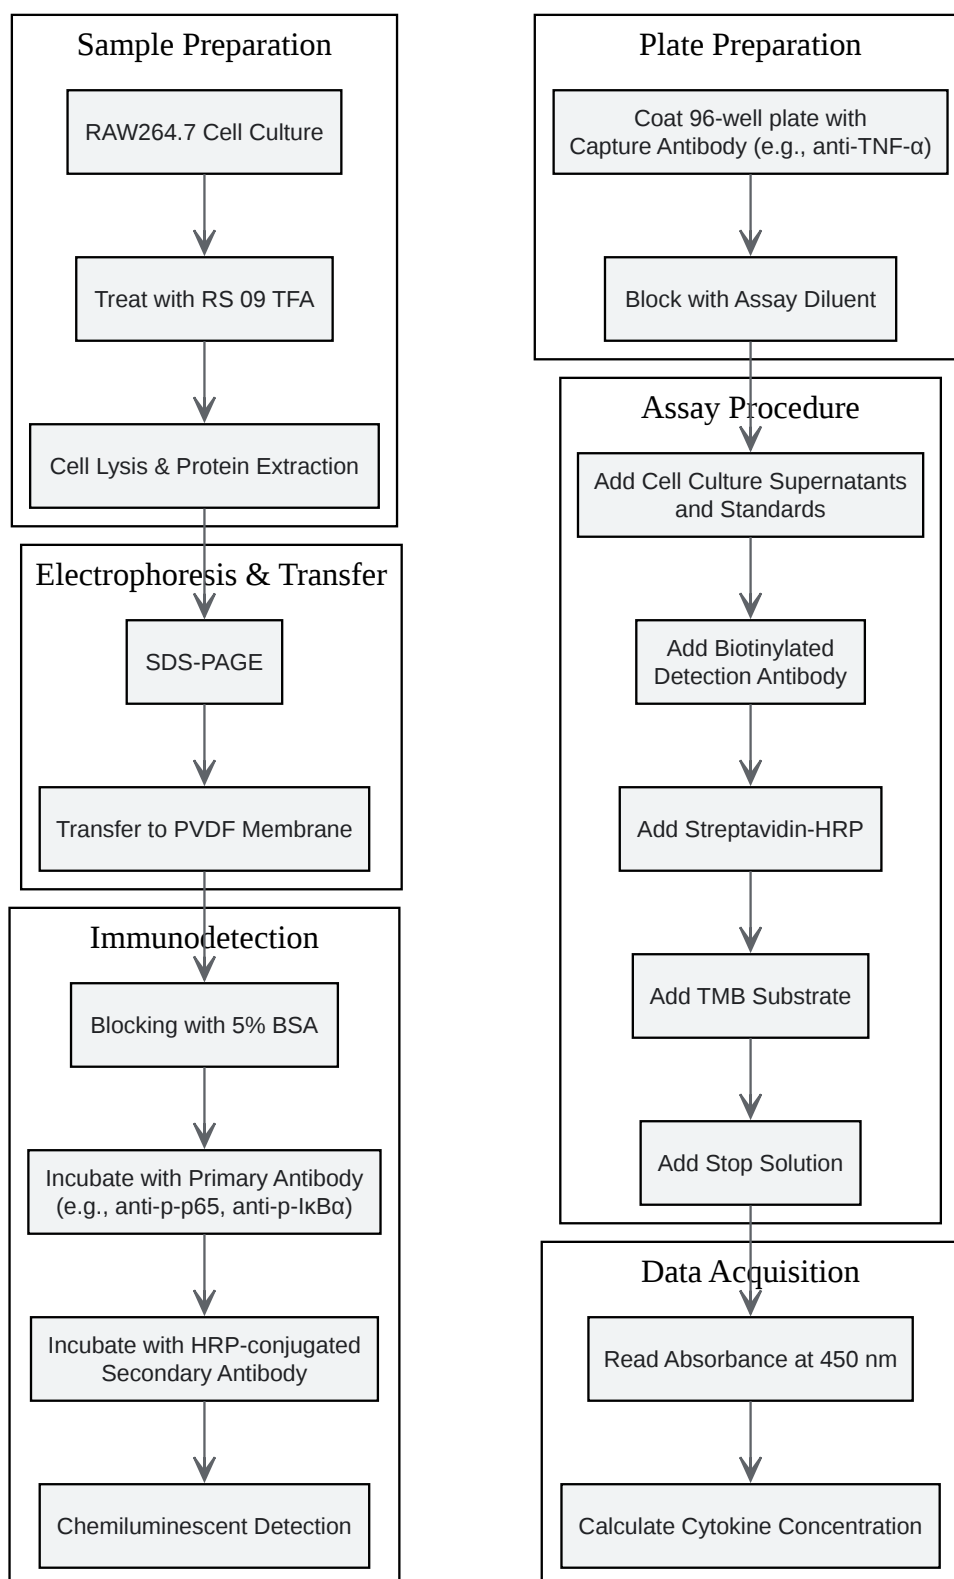 Sample Preparation
RAW264.7 Cell Culture
Treat with RS 09 TFA
Cell Lysis & Protein Extraction
Electrophoresis & Transfer
SDS-PAGE
Transfer to PVDF Membrane
Immunodetection
Blocking with 5% BSA
Incubate with Primary Antibody
(e.g., anti-p-p65, anti-p-IκBα)
Incubate with HRP-conjugated
Secondary Antibody
Chemiluminescent Detection
Plate Preparation
Coat 96-well plate with
Capture Antibody (e.g., anti-TNF-α)
Block with Assay Diluent
Assay Procedure
Add Cell Culture Supernatants
and Standards
Add Biotinylated
Detection Antibody
Add Streptavidin-HRP
Add TMB Substrate
Add Stop Solution
Data Acquisition
Read Absorbance at 450 nm
Calculate Cytokine Concentration